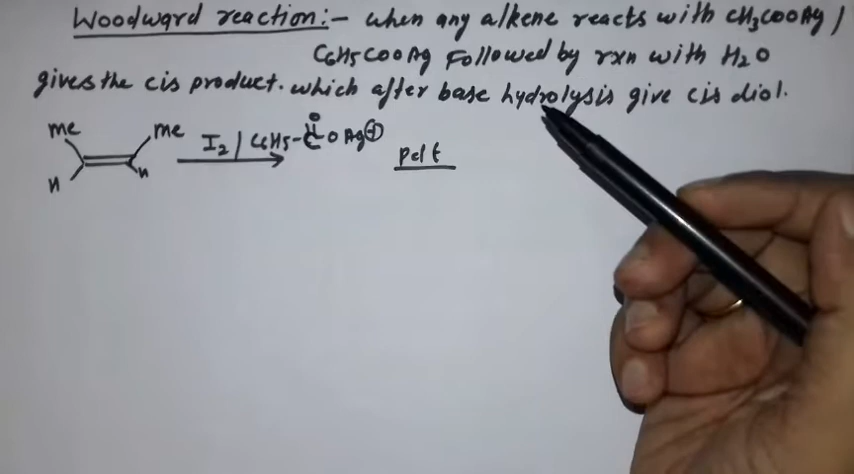 Woodward reaction:- when any alkene reacts with CH3COOAg /
C6H5COOAg Followed by rxn with H2O
gives the cis product. which after base hydrolysis give cis diol.
me me
I2 / C6H5-C O Ag+
O
H H
Pdt